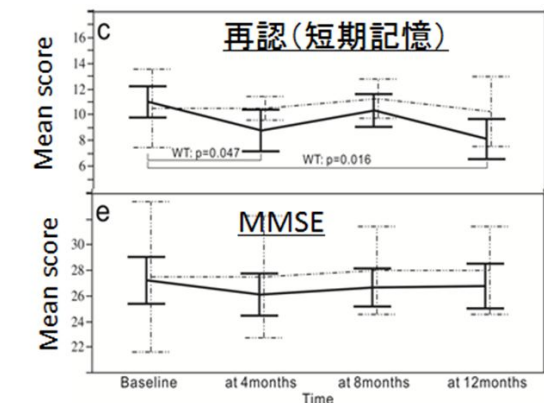 c
再認(短期記憶)
Mean score
16
14
12
10
8
6
WT: p=0.047
WT: p=0.016
e
MMSE
Mean score
28
26
24
22
Baseline at 4months at 8months at 12months
Time